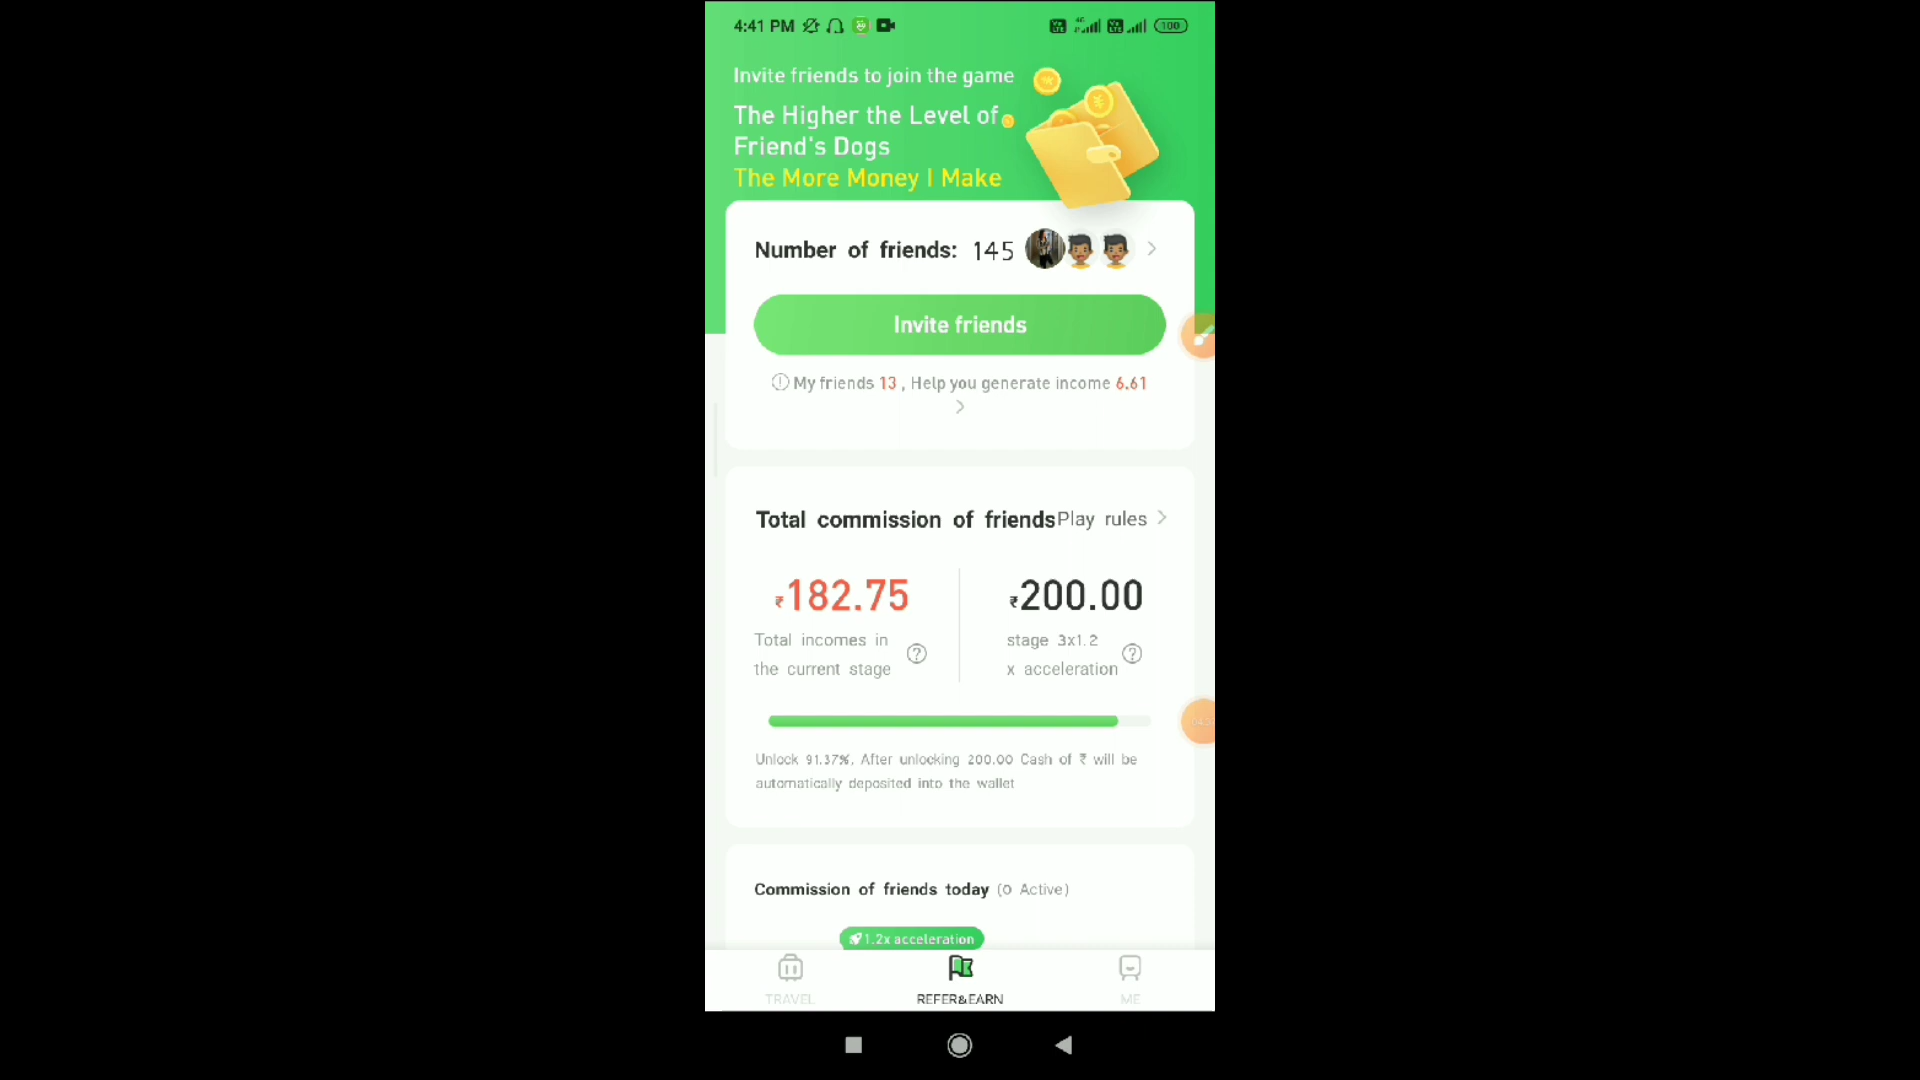 4:41 PM
100
Invite friends to join the game
The Higher the Level of
Friend's Dogs
The More Money I Make
Number of friends: 145
Invite friends
My friends 13 , Help you generate income 6.61
Total commission of friends Play rules
₹182.75
₹200.00
Total incomes in
the current stage
stage 3x1.2
x acceleration
Unlock 91.37%, After unlocking 200.00 Cash of ₹ will be
automatically deposited into the wallet
Commission of friends today (0 Active)
1.2x acceleration
TRAVEL
REFER&EARN
ME